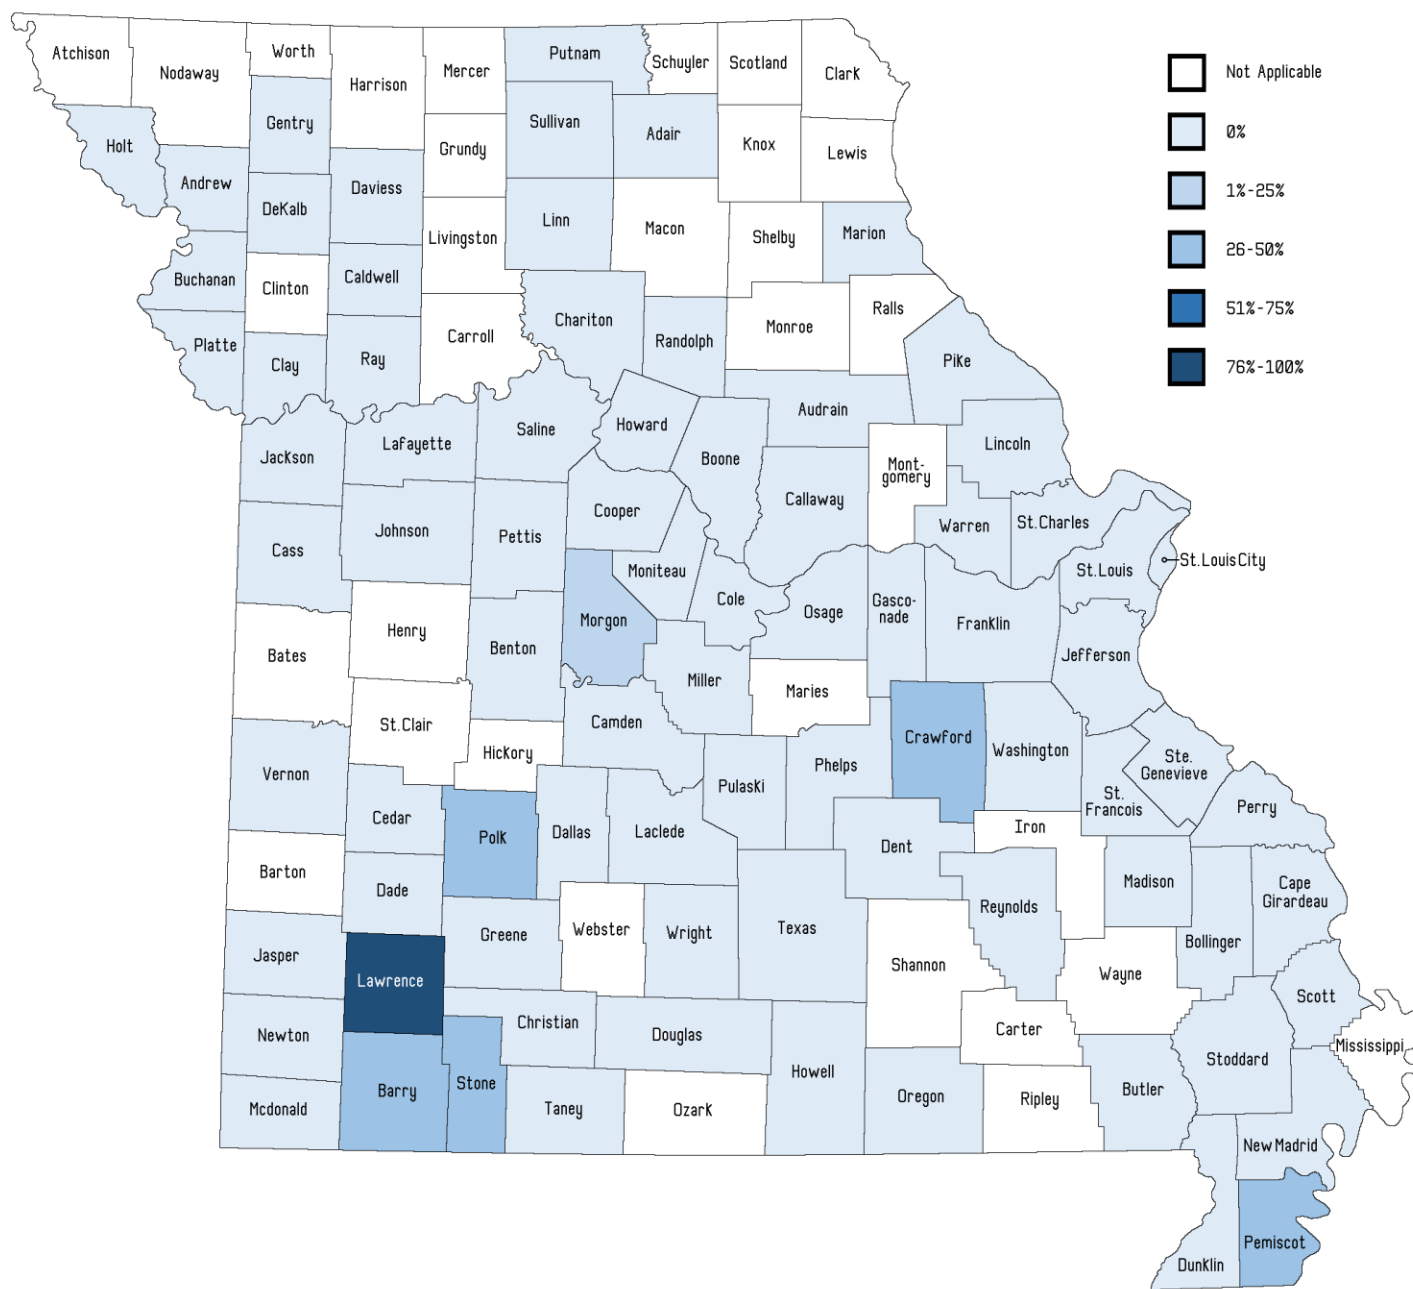 Atchison
Nodaway
Worth
Harrison
Mercer
Putnam
Schuyler
Scotland
Clark
Not Applicable
0%
1%-25%
26-50%
51%-75%
76%-100%
Holt
Gentry
Andrew
DeKalb
Daviess
Grundy
Sullivan
Adair
Knox
Lewis
Livingston
Linn
Macon
Shelby
Marion
Buchanan
Clinton
Caldwell
Platte
Clay
Ray
Carroll
Chariton
Randolph
Monroe
Ralls
Pike
Jackson
LaFayette
Saline
Howard
Boone
Audrain
Callaway
Mont-
gomery
Lincoln
Warren
St.Charles
St.Louis
St.LouisCity
Cass
Johnson
Pettis
Cooper
Moniteau
Cole
Morgon
Osage
Gasco-
nade
Franklin
Jefferson
Bates
Henry
Benton
Miller
Maries
St.Clair
Hickory
Camden
Crawford
Washington
Ste.
Genevieve
St.
Francois
Perry
Vernon
Cedar
Polk
Dallas
Laclede
Pulaski
Phelps
Dent
Iron
Barton
Dade
Madison
Cape
Girardeau
Bollinger
Jasper
Lawrence
Greene
Webster
Wright
Texas
Shannon
Reynolds
Wayne
Scott
Mississippi
Newton
Christian
Douglas
Howell
Carter
Stoddard
Mcdonald
Barry
Stone
Taney
Ozark
Oregon
Ripley
Butler
New Madrid
Pemiscot
Dunklin